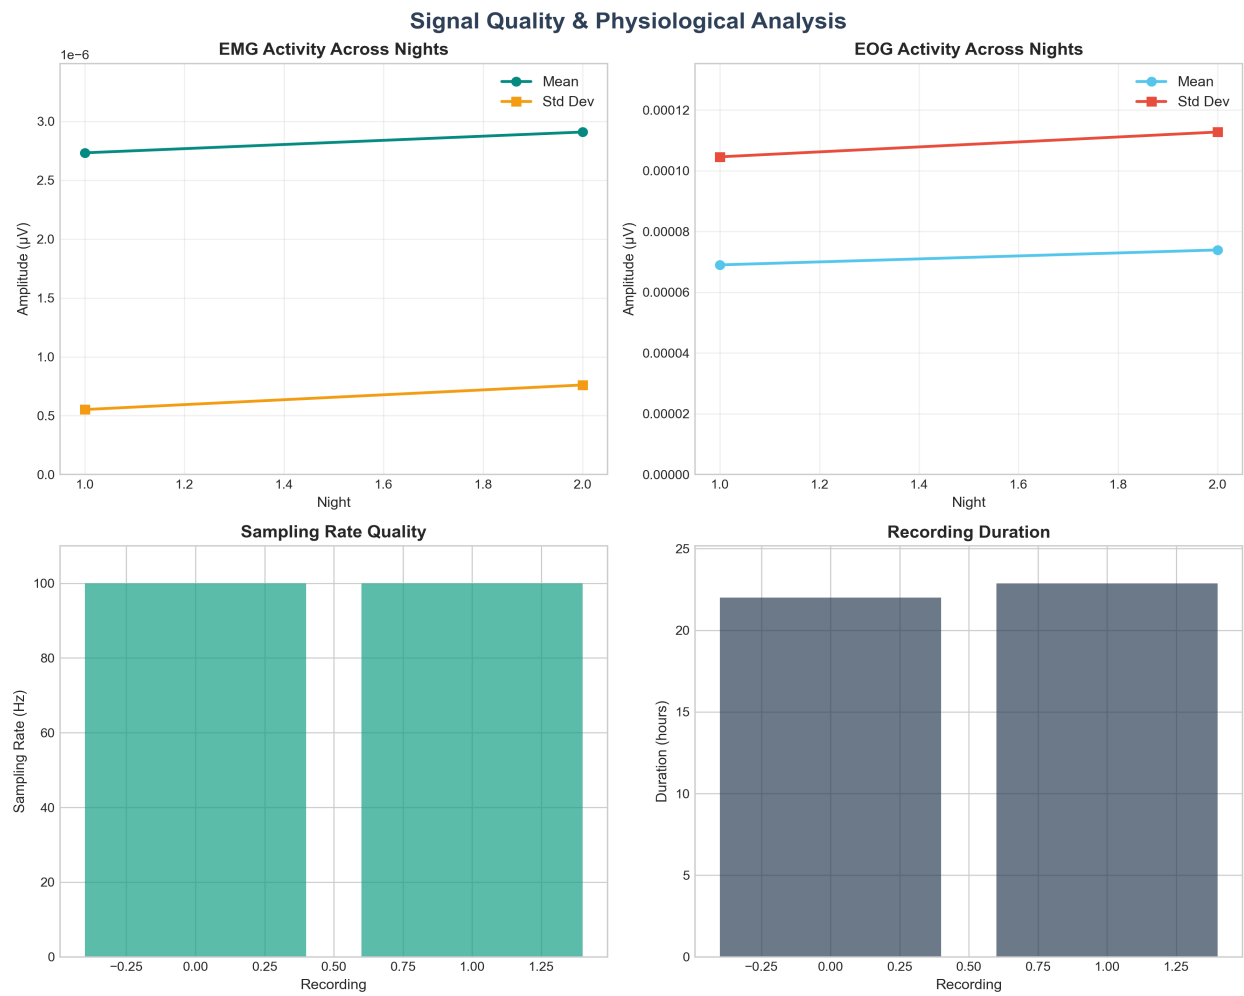 Signal Quality & Physiological Analysis
EMG Activity Across Nights
1e−6
Mean
Std Dev
3.0
2.5
2.0
1.5
1.0
0.5
0.0
Amplitude (μV)
1.0 1.2 1.4 1.6 1.8 2.0
Night
EOG Activity Across Nights
Mean
Std Dev
0.00012
0.00010
0.00008
0.00006
0.00004
0.00002
0.00000
Amplitude (μV)
1.0 1.2 1.4 1.6 1.8 2.0
Night
Sampling Rate Quality
100
80
60
40
20
0
Sampling Rate (Hz)
−0.25 0.00 0.25 0.50 0.75 1.00 1.25
Recording
Recording Duration
25
20
15
10
5
0
Duration (hours)
−0.25 0.00 0.25 0.50 0.75 1.00 1.25
Recording